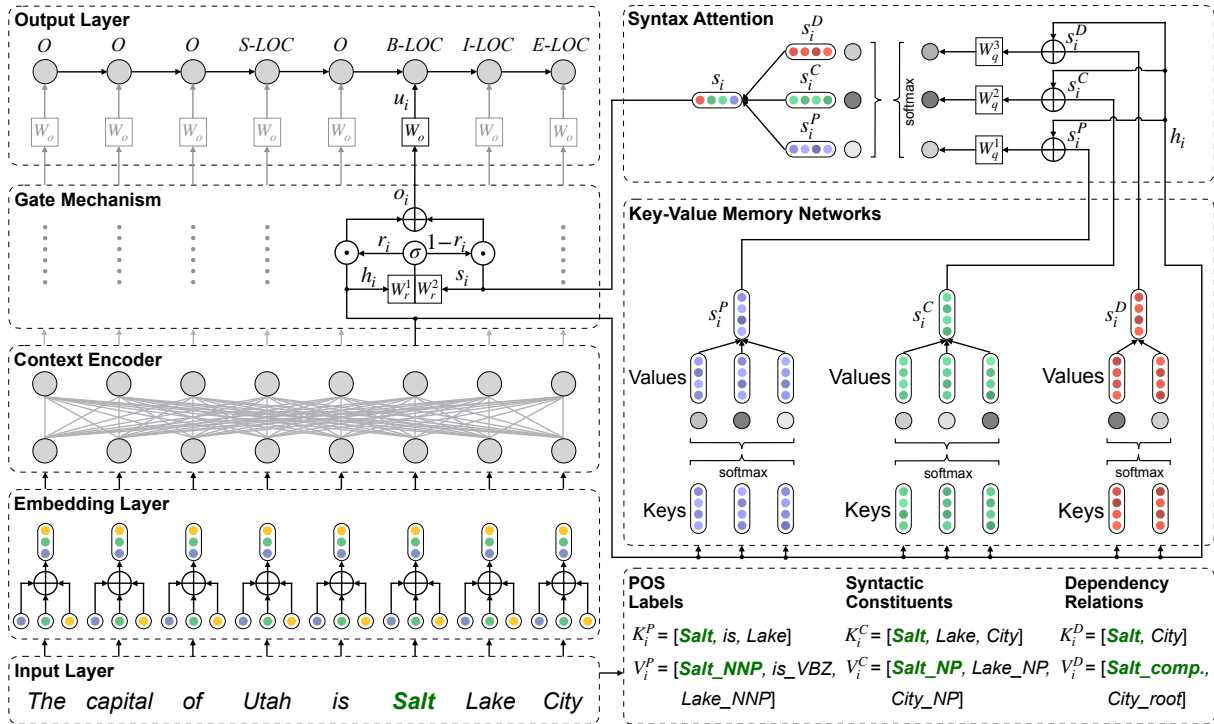 Output Layer
O O O S-LOC O B-LOC I-LOC E-LOC
u_i
W_o W_o W_o W_o W_o W_o W_o W_o
Gate Mechanism
o_i
r_i σ 1−r_i
h_i W_r^1 W_r^2 s_i
Context Encoder
Embedding Layer
Input Layer
The capital of Utah is Salt Lake City
Syntax Attention
s_i^D
s_i^C
s_i
s_i^P
softmax
W_q^3 s_i^D
W_q^2 s_i^C
W_q^1 s_i^P
h_i
Key-Value Memory Networks
s_i^P s_i^C s_i^D
Values Values Values
softmax softmax softmax
Keys Keys Keys
POS
Labels
K_i^P = [Salt, is, Lake]
V_i^P = [Salt_NNP, is_VBZ,
Lake_NNP]
Syntactic
Constituents
K_i^C = [Salt, Lake, City]
V_i^C = [Salt_NP, Lake_NP,
City_NP]
Dependency
Relations
K_i^D = [Salt, City]
V_i^D = [Salt_comp.,
City_root]